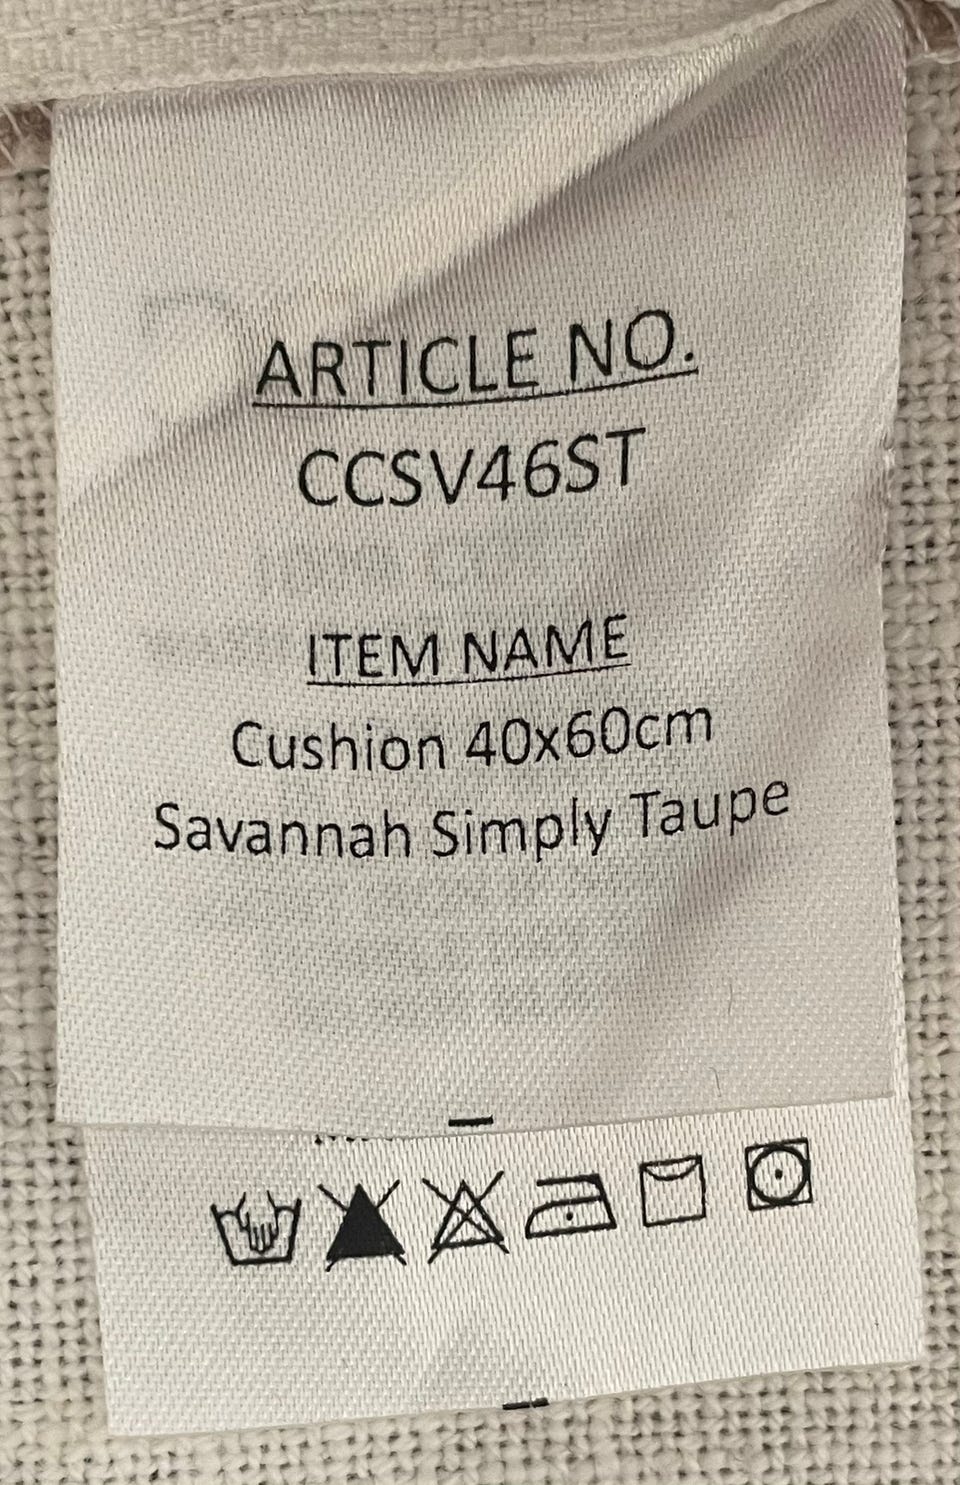 ARTICLE NO.
CCSV46ST
ITEM NAME
Cushion 40x60cm
Savannah Simply Taupe